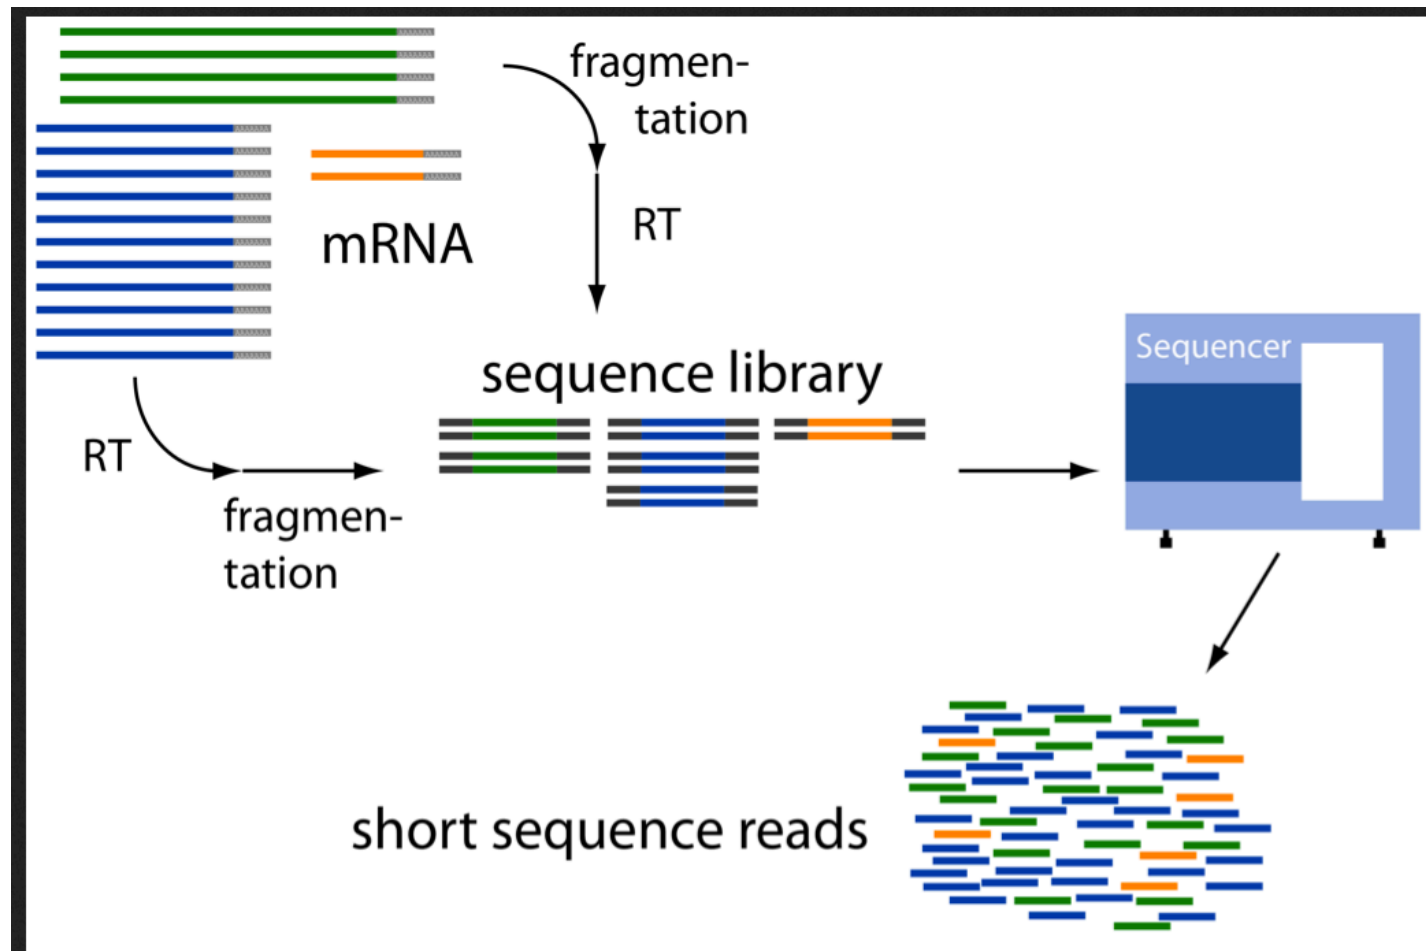 fragmen-
tation
mRNA
RT
sequence library
Sequencer
RT
fragmen-
tation
short sequence reads